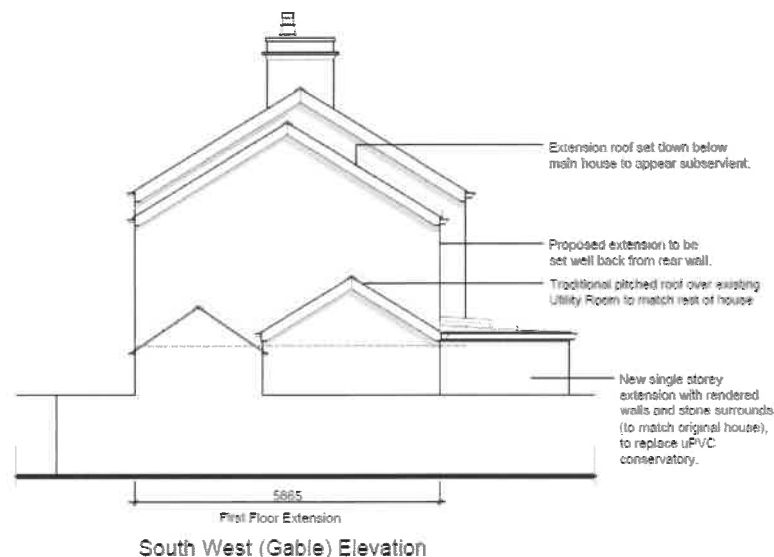 Extension roof set down below
main house to appear subservient.
Proposed extension to be
set well back from rear wall.
Traditional pitched roof over existing
Utility Room to match rest of house
New single storey
extension with rendered
walls and stone surrounds
(to match original house),
to replace uPVC
conservatory.
5665
First Floor Extension
South West (Gable) Elevation